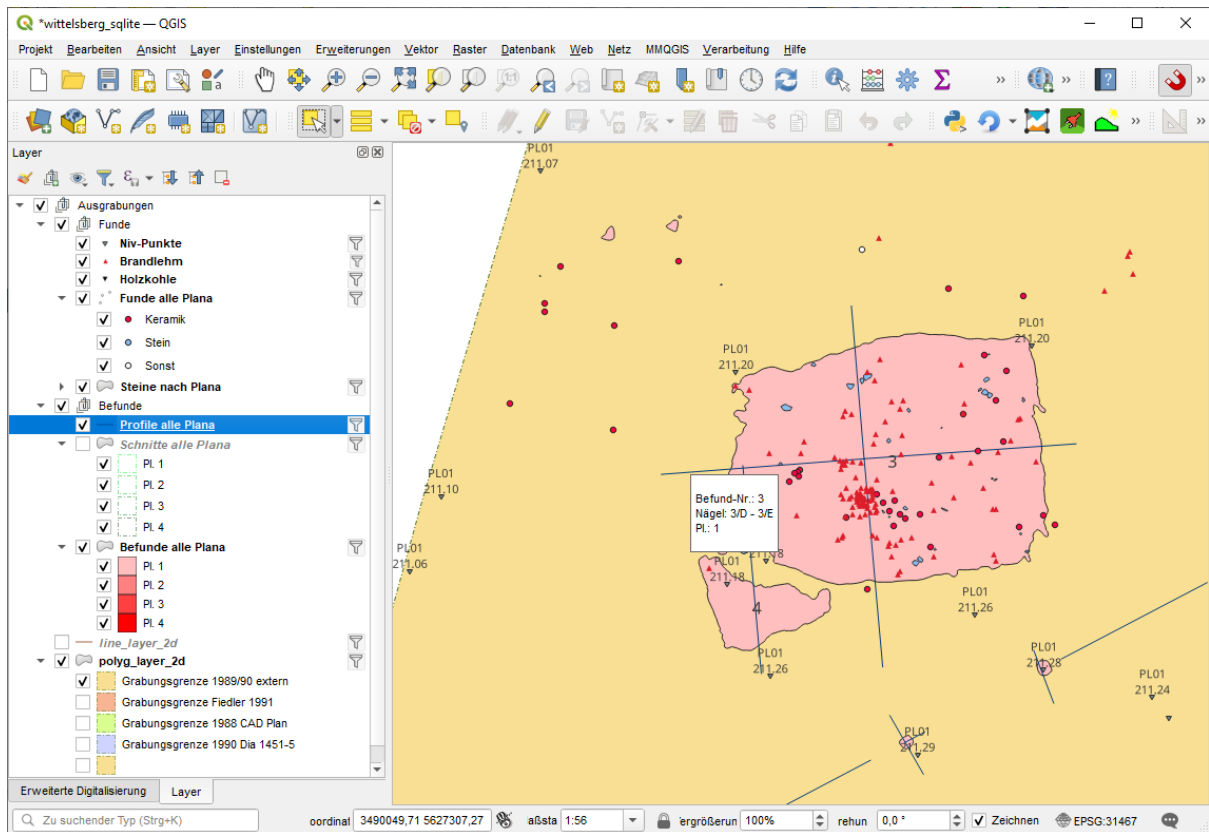 *wittelsberg_sqlite — QGIS
Projekt Bearbeiten Ansicht Layer Einstellungen Erweiterungen Vektor Raster Datenbank Web Netz MMQGIS Verarbeitung Hilfe
Layer
Ausgrabungen
Funde
Niv-Punkte
Brandlehm
Holzkohle
Funde alle Plana
Keramik
Stein
Sonst
Steine nach Plana
Befunde
Profile alle Plana
Schnitte alle Plana
Pl. 1
Pl. 2
Pl. 3
Pl. 4
Befunde alle Plana
Pl. 1
Pl. 2
Pl. 3
Pl. 4
line_layer_2d
polyg_layer_2d
Grabungsgrenze 1989/90 extern
Grabungsgrenze Fiedler 1991
Grabungsgrenze 1988 CAD Plan
Grabungsgrenze 1990 Dia 1451-5
Erweiterte Digitalisierung Layer
PL01
211.07
PL01
211.20
PL01
211.20
3
PL01
211.10
Befund-Nr.: 3
Nägel: 3/D - 3/E
Pl.: 1
PL01
211.06
PL01
211.18
4
PL01
211.26
PL01
211.26
PL01
211.28
PL01
211.24
PL01
211.29
Zu suchender Typ (Strg+K) oordinat 3490049,71 5627307,27 aßsta 1:56 'ergrößerun 100% rehun 0,0 ° Zeichnen EPSG:31467